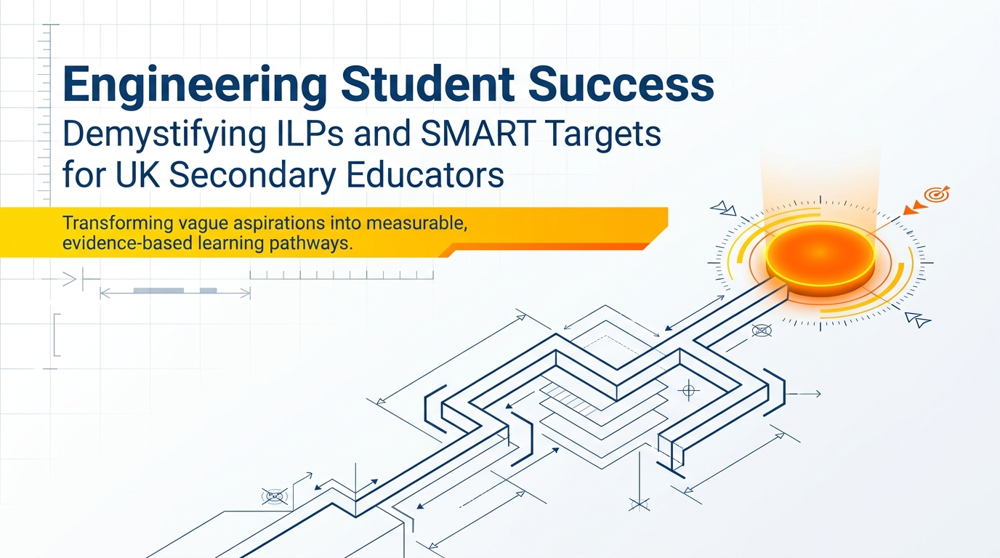 Engineering Student Success
Demystifying ILPs and SMART Targets
for UK Secondary Educators
Transforming vague aspirations into measurable,
evidence-based learning pathways.